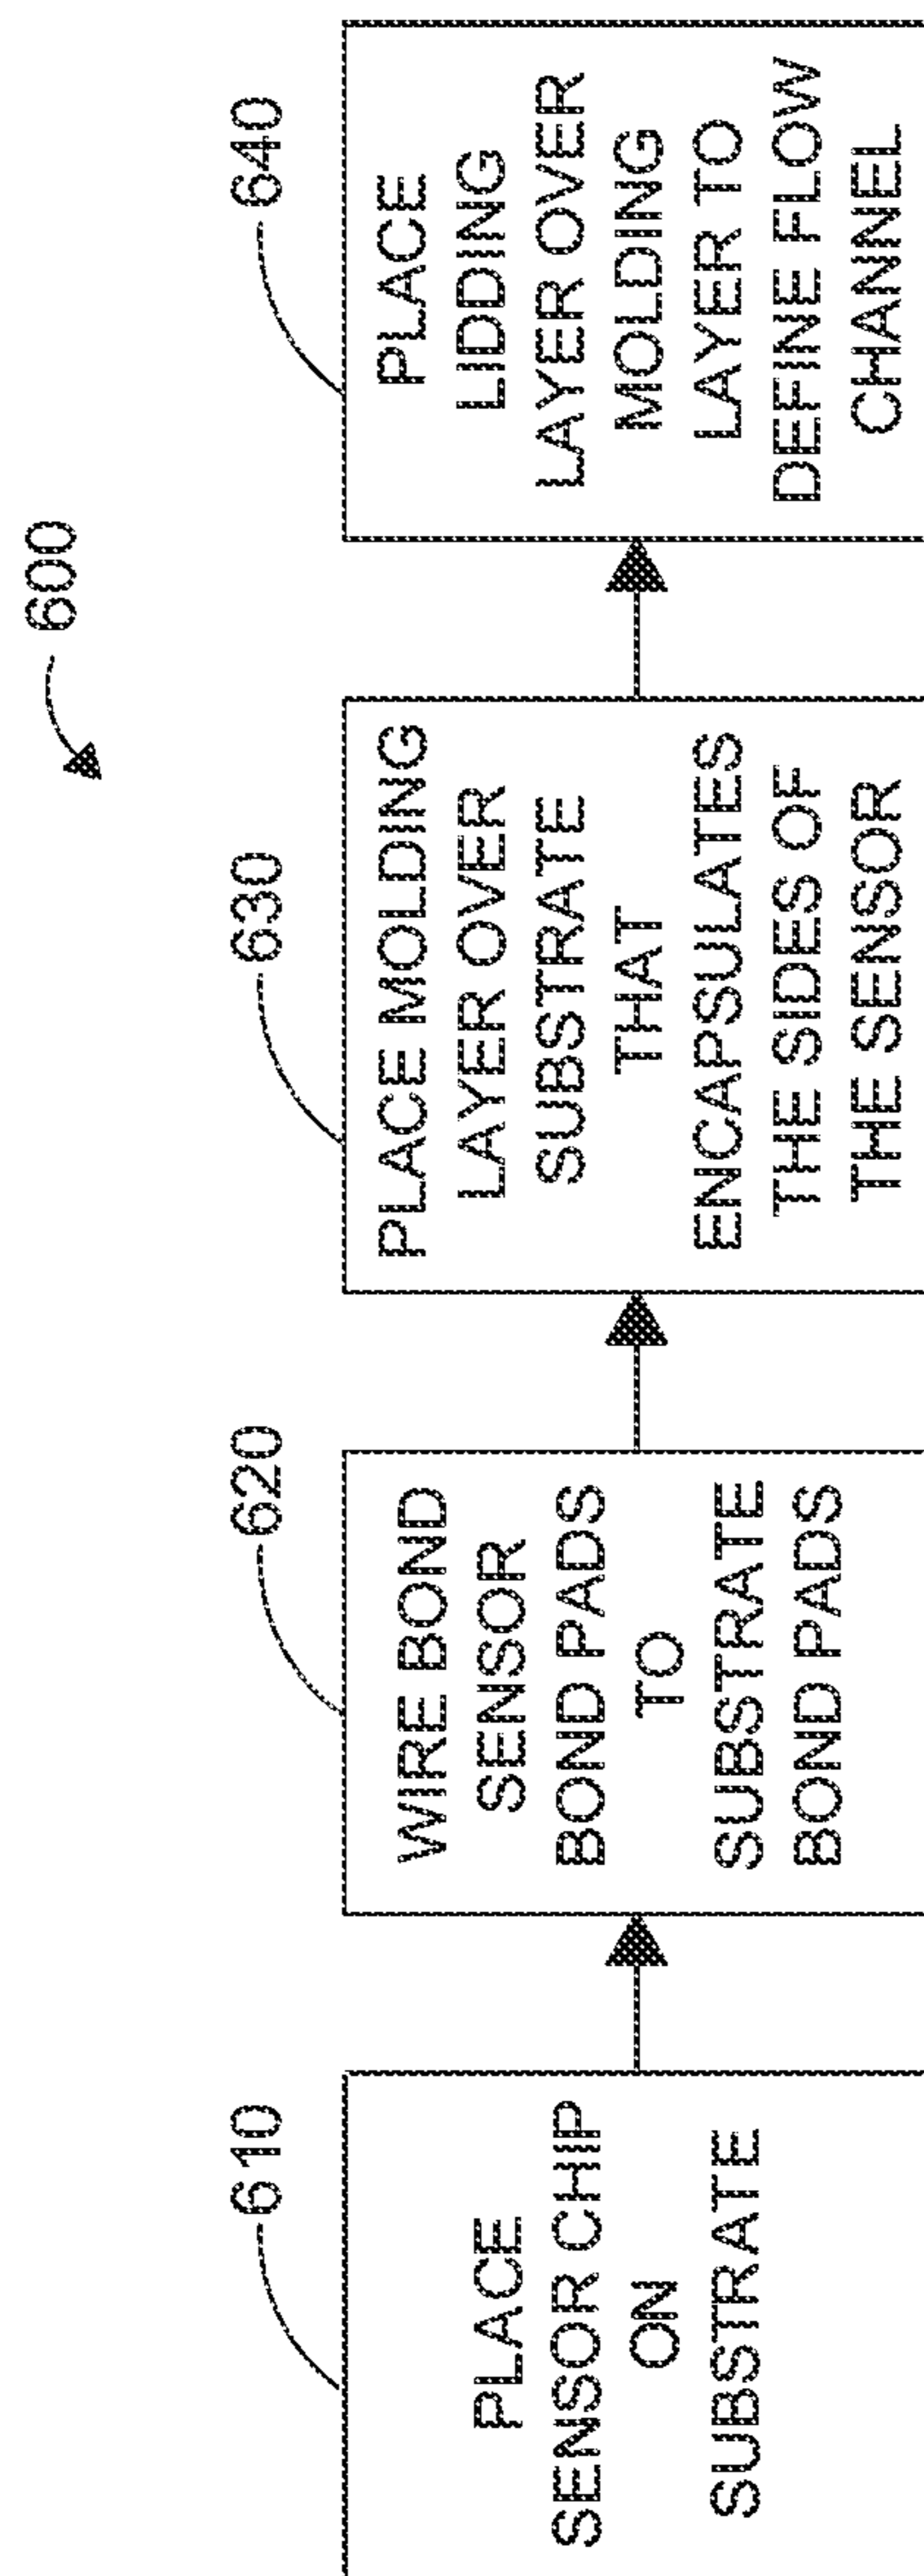 600
610
PLACE
SENSOR CHIP
ON
SUBSTRATE
620
WIRE BOND
SENSOR
BOND PADS
TO
SUBSTRATE
BOND PADS
630
PLACE MOLDING
LAYER OVER
SUBSTRATE
THAT
ENCAPSULATES
THE SIDES OF
THE SENSOR
640
PLACE
LIDDING
LAYER OVER
MOLDING
LAYER TO
DEFINE FLOW
CHANNEL